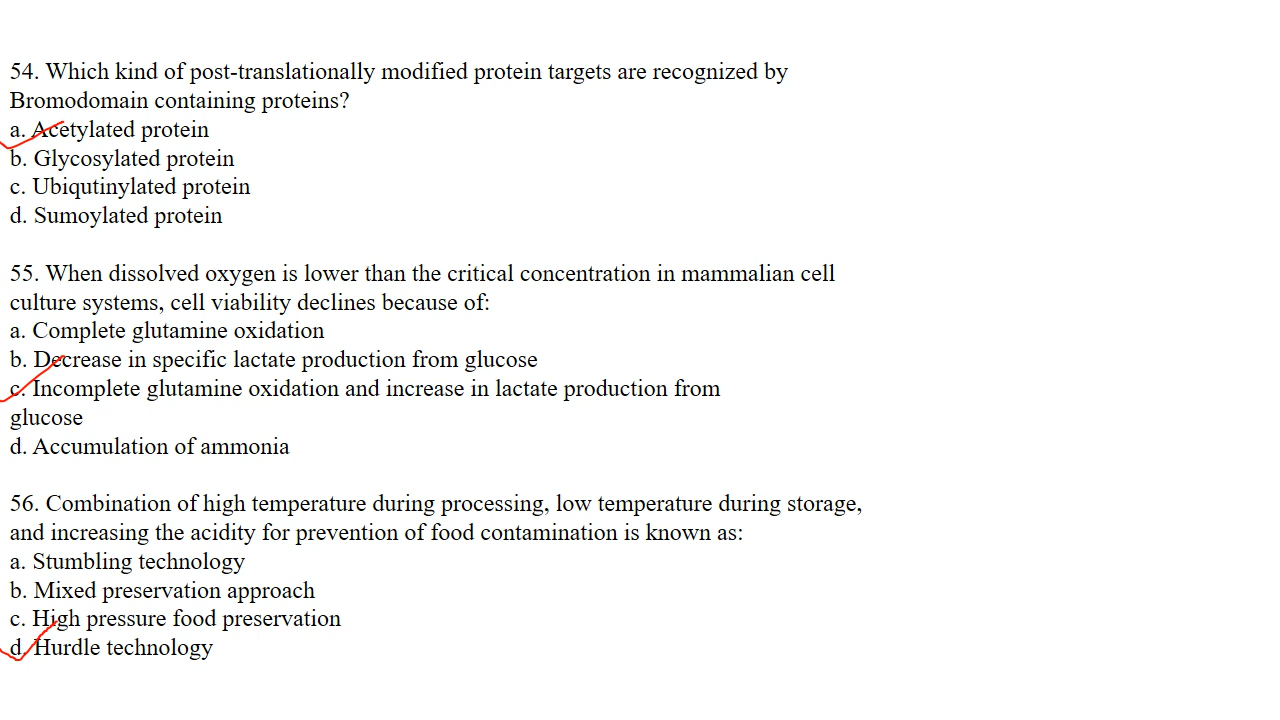 54. Which kind of post-translationally modified protein targets are recognized by
Bromodomain containing proteins?
a. Acetylated protein
b. Glycosylated protein
c. Ubiqutinylated protein
d. Sumoylated protein
55. When dissolved oxygen is lower than the critical concentration in mammalian cell
culture systems, cell viability declines because of:
a. Complete glutamine oxidation
b. Decrease in specific lactate production from glucose
c. Incomplete glutamine oxidation and increase in lactate production from
glucose
d. Accumulation of ammonia
56. Combination of high temperature during processing, low temperature during storage,
and increasing the acidity for prevention of food contamination is known as:
a. Stumbling technology
b. Mixed preservation approach
c. High pressure food preservation
d. Hurdle technology